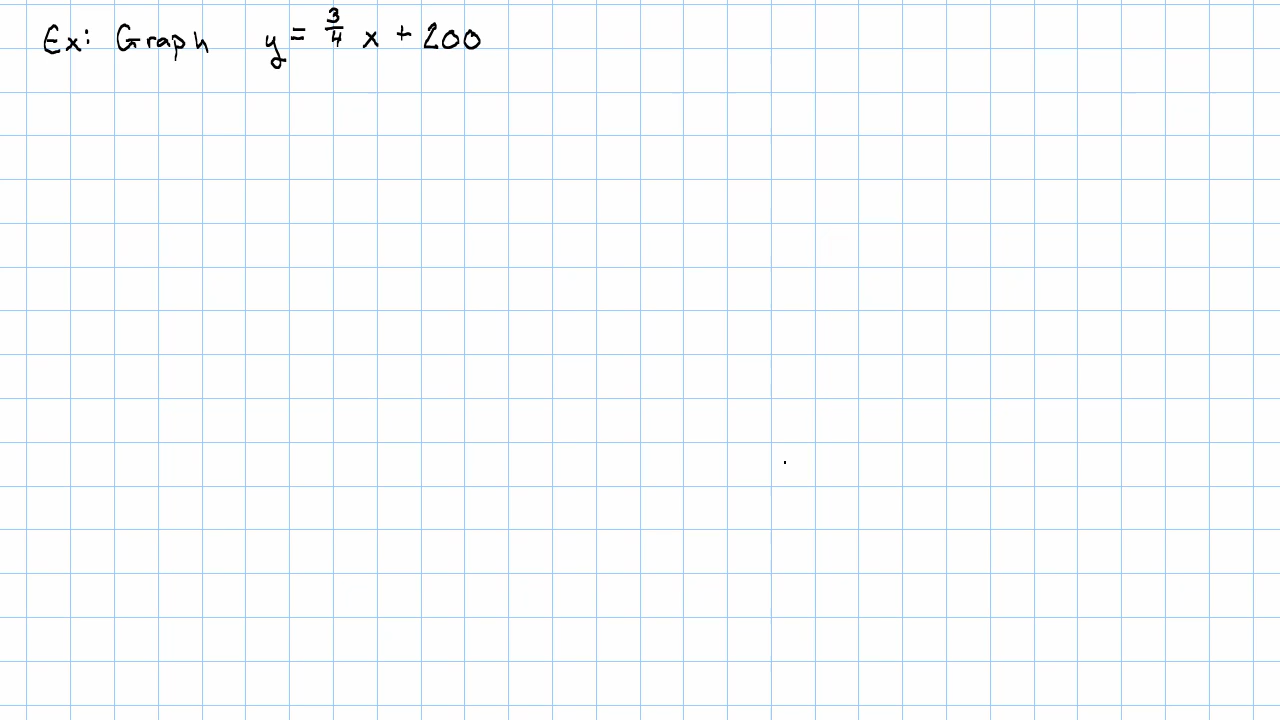 Ex: Graph y = 3/4 x + 200